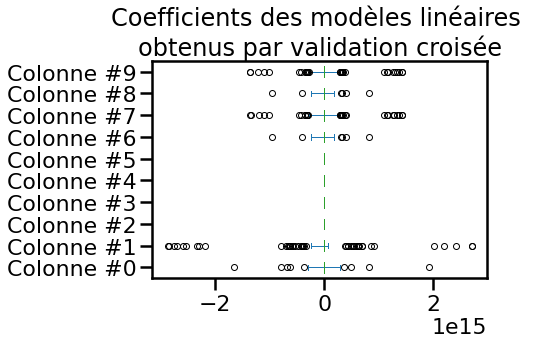 Coefficients des modèles linéaires
obtenus par validation croisée
Colonne #9
Colonne #8
Colonne #7
Colonne #6
Colonne #5
Colonne #4
Colonne #3
Colonne #2
Colonne #1
Colonne #0
−2 0 2
1e15